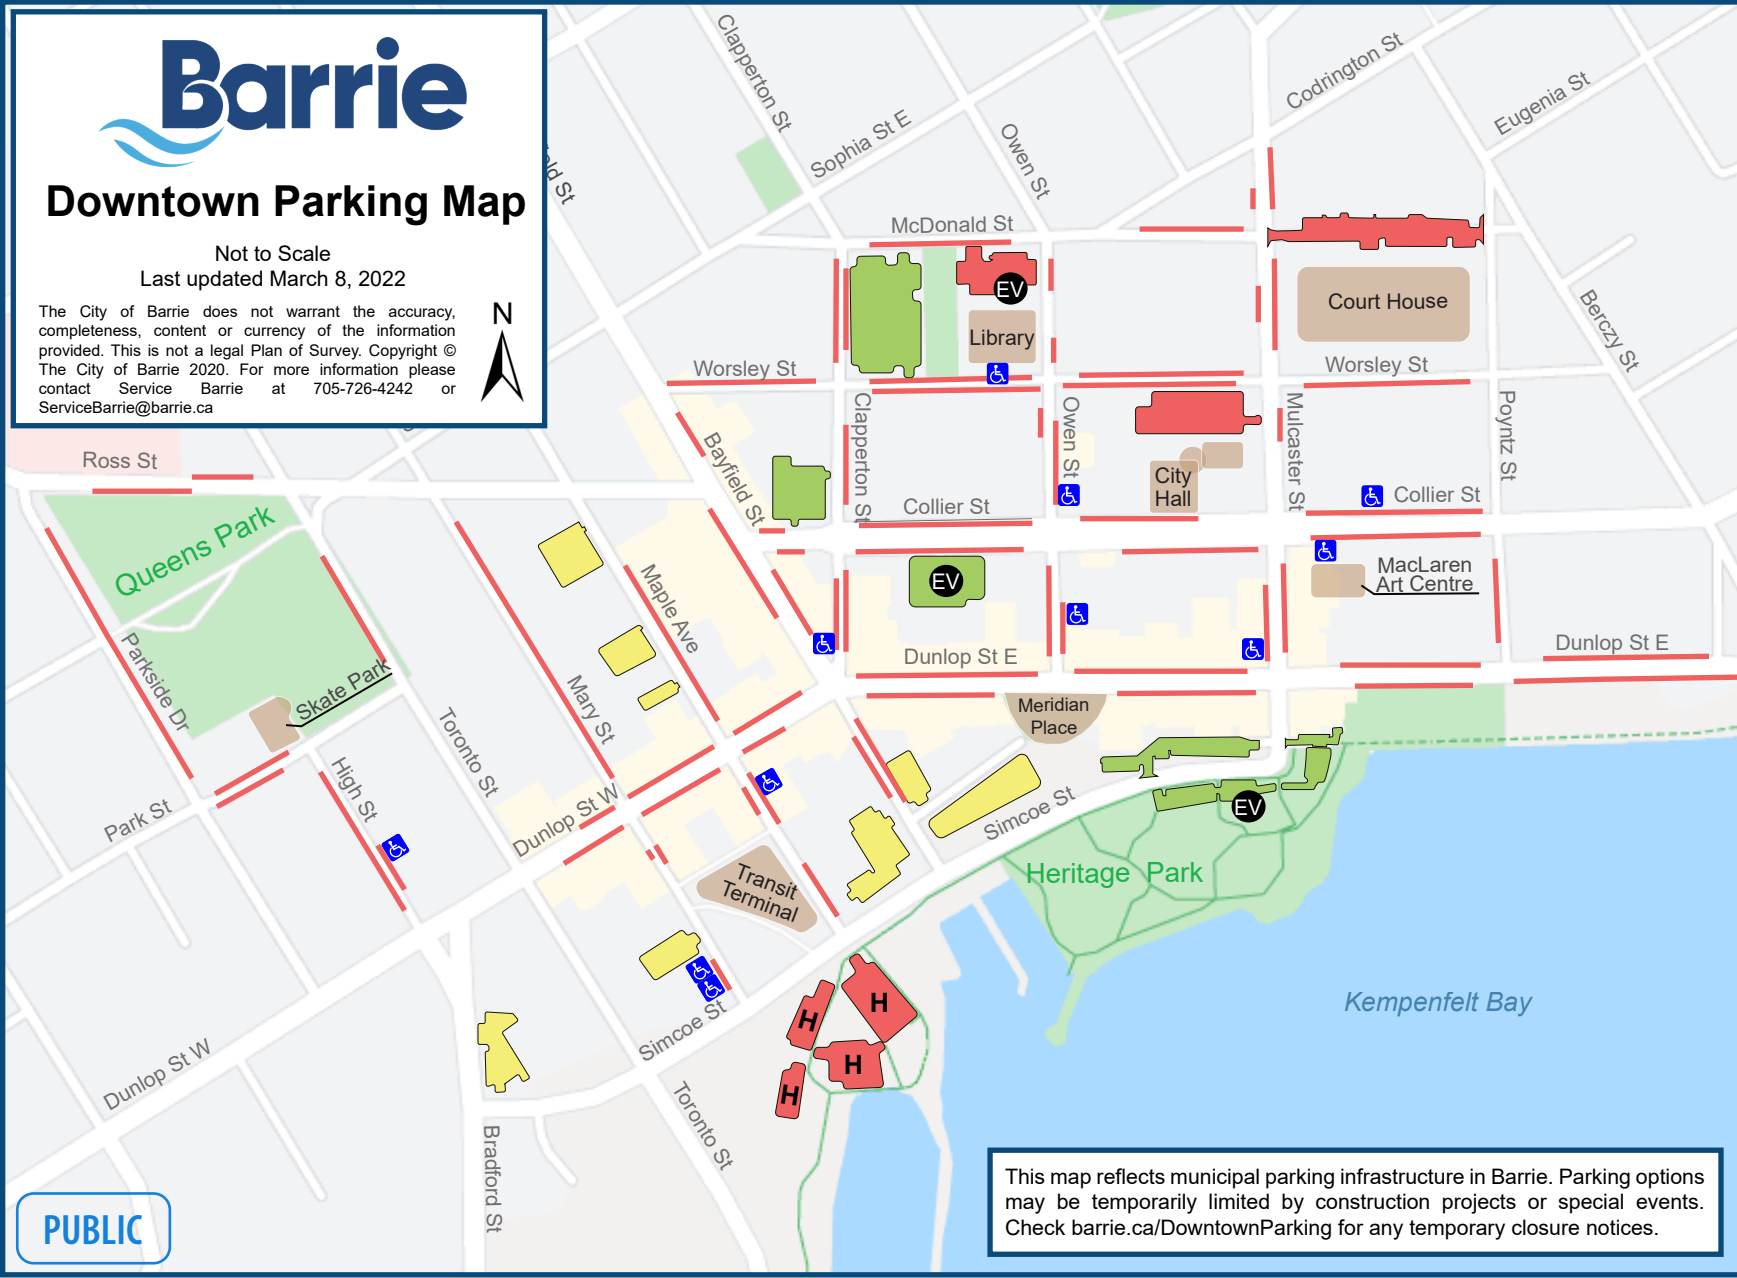 Barrie
Downtown Parking Map
Not to Scale
Last updated March 8, 2022
The City of Barrie does not warrant the accuracy,
completeness, content or currency of the information
provided. This is not a legal Plan of Survey. Copyright ©
The City of Barrie 2020. For more information please
contact Service Barrie at 705-726-4242 or
ServiceBarrie@barrie.ca
N
Clapperton St
Sophia St E
Owen St
Codrington St
Eugenia St
McDonald St
EV
Library
Court House
Berczy St
Worsley St
Worsley St
Clapperton St
Owen St
Mulcaster St
Poyntz St
Bayfield St
Ross St
City
Hall
Collier St
Collier St
Queens Park
EV
MacLaren
Art Centre
Maple Ave
Dunlop St E
Dunlop St E
Parkside Dr
Skate Park
Mary St
Toronto St
Meridian
Place
High St
Park St
Dunlop St W
Simcoe St
EV
Heritage Park
Transit
Terminal
H
H
H
H
Simcoe St
Kempenfelt Bay
Dunlop St W
Toronto St
Bradford St
PUBLIC
This map reflects municipal parking infrastructure in Barrie. Parking options
may be temporarily limited by construction projects or special events.
Check barrie.ca/DowntownParking for any temporary closure notices.